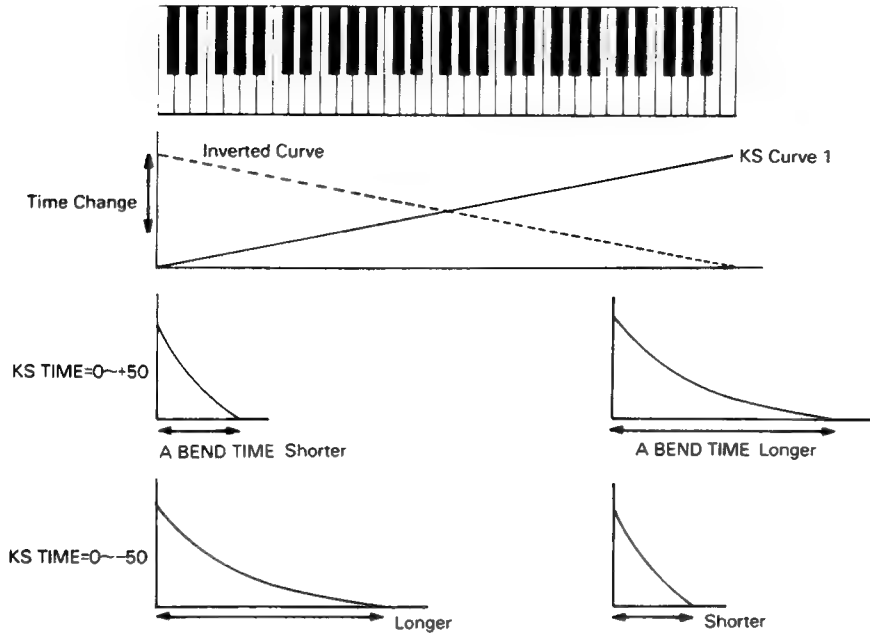 Inverted Curve
KS Curve 1
Time Change
KS TIME=0~+50
A BEND TIME Shorter
A BEND TIME Longer
KS TIME=0~-50
Longer
Shorter